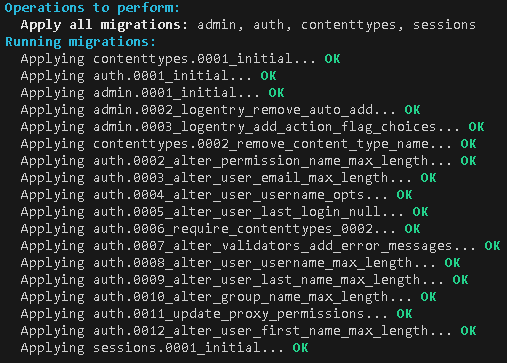 Operations to perform:
Apply all migrations: admin, auth, contenttypes, sessions
Running migrations:
Applying contenttypes.0001_initial... OK
Applying auth.0001_initial... OK
Applying admin.0001_initial... OK
Applying admin.0002_logentry_remove_auto_add... OK
Applying admin.0003_logentry_add_action_flag_choices... OK
Applying contenttypes.0002_remove_content_type_name... OK
Applying auth.0002_alter_permission_name_max_length... OK
Applying auth.0003_alter_user_email_max_length... OK
Applying auth.0004_alter_user_username_opts... OK
Applying auth.0005_alter_user_last_login_null... OK
Applying auth.0006_require_contenttypes_0002... OK
Applying auth.0007_alter_validators_add_error_messages... OK
Applying auth.0008_alter_user_username_max_length... OK
Applying auth.0009_alter_user_last_name_max_length... OK
Applying auth.0010_alter_group_name_max_length... OK
Applying auth.0011_update_proxy_permissions... OK
Applying auth.0012_alter_user_first_name_max_length... OK
Applying sessions.0001_initial... OK